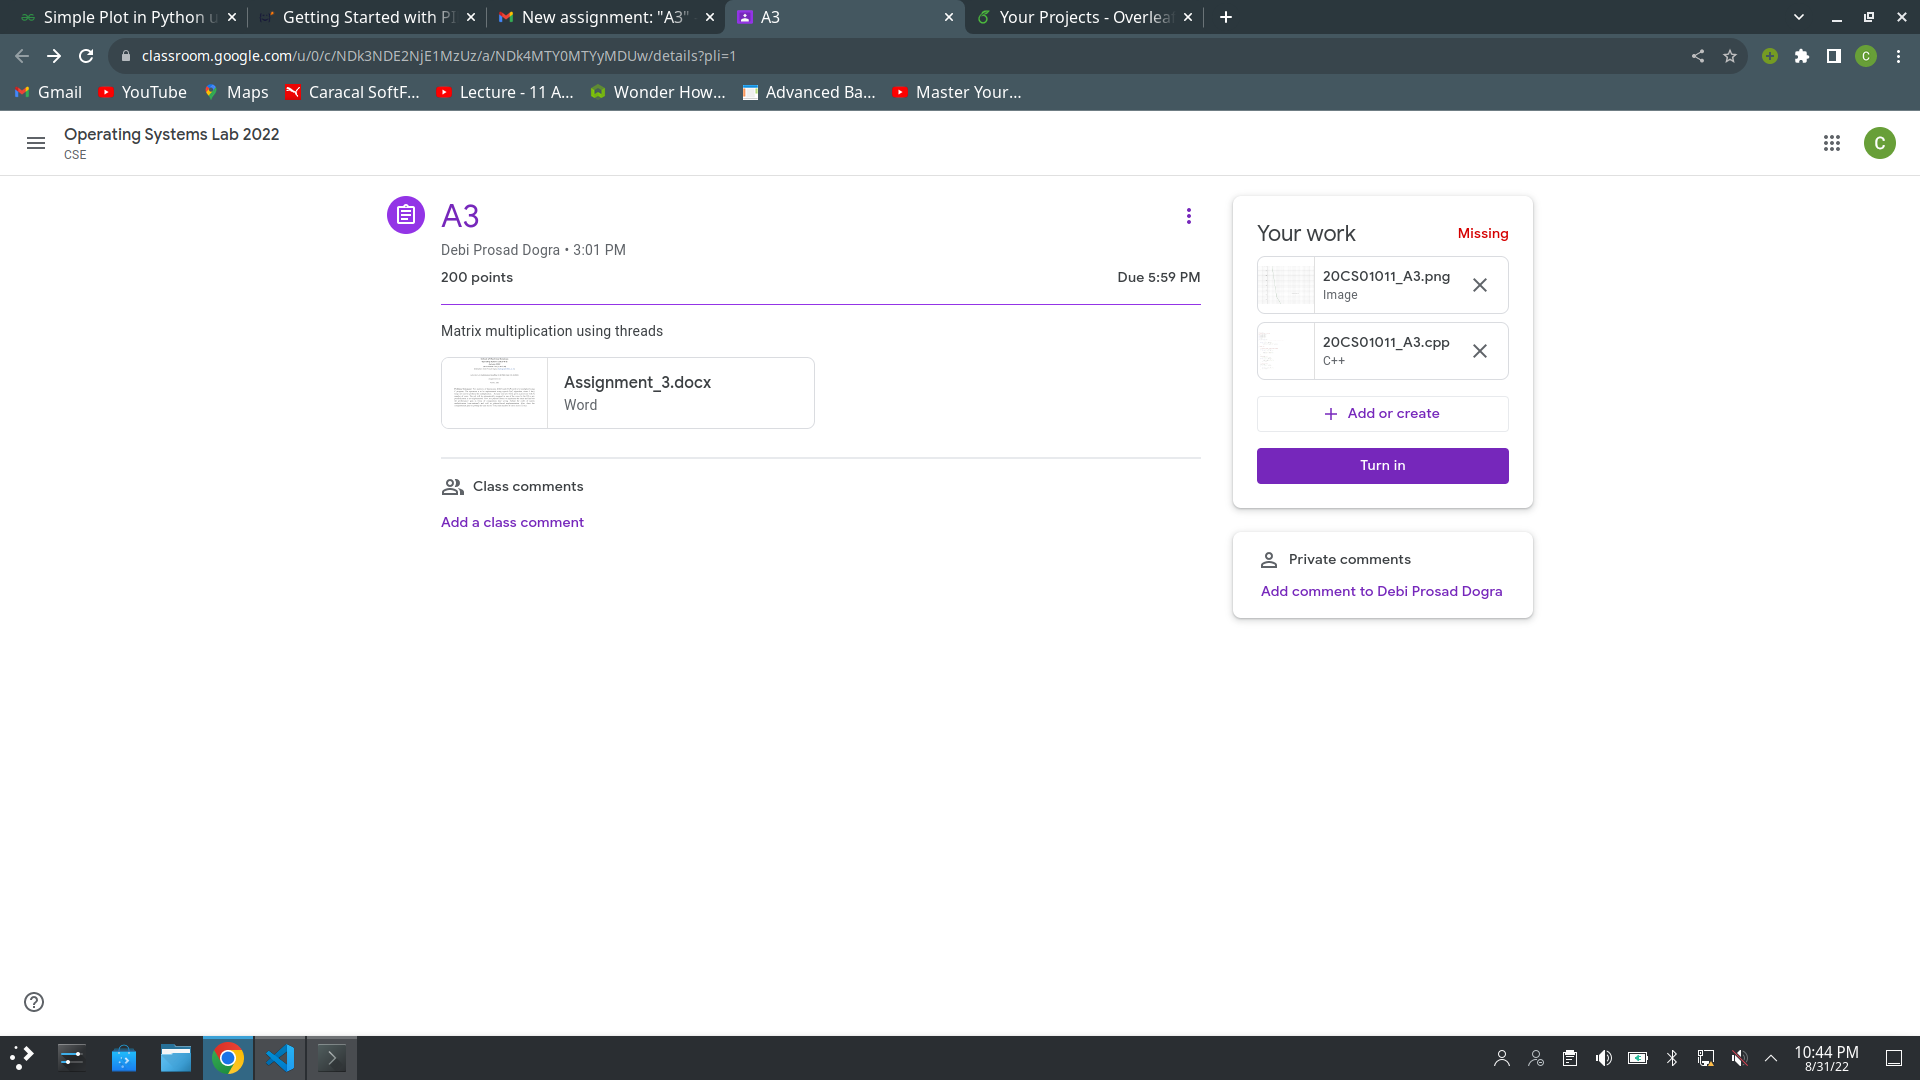 Simple Plot in Python u
Getting Started with PI
New assignment: "A3"
A3
Your Projects - Overlea
classroom.google.com/u/0/c/NDk3NDE2NjE1MzUz/a/NDk4MTY0MTYyMDUw/details?pli=1
C
Gmail
YouTube
Maps
Caracal SoftF...
Lecture - 11 A...
Wonder How...
Advanced Ba...
Master Your...
Operating Systems Lab 2022
CSE
C
A3
Debi Prosad Dogra • 3:01 PM
200 points
Due 5:59 PM
Matrix multiplication using threads
Assignment_3.docx
Word
Class comments
Add a class comment
Your work
Missing
20CS01011_A3.png
Image
20CS01011_A3.cpp
C++
Add or create
Turn in
Private comments
Add comment to Debi Prosad Dogra
10:44 PM
8/31/22